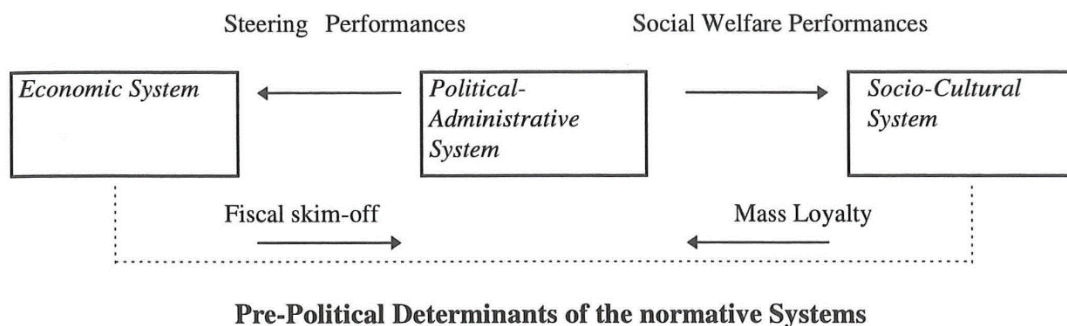 Steering Performances
Social Welfare Performances
Economic System
Political-
Administrative
System
Socio-Cultural
System
Fiscal skim-off
Mass Loyalty
Pre-Political Determinants of the normative Systems